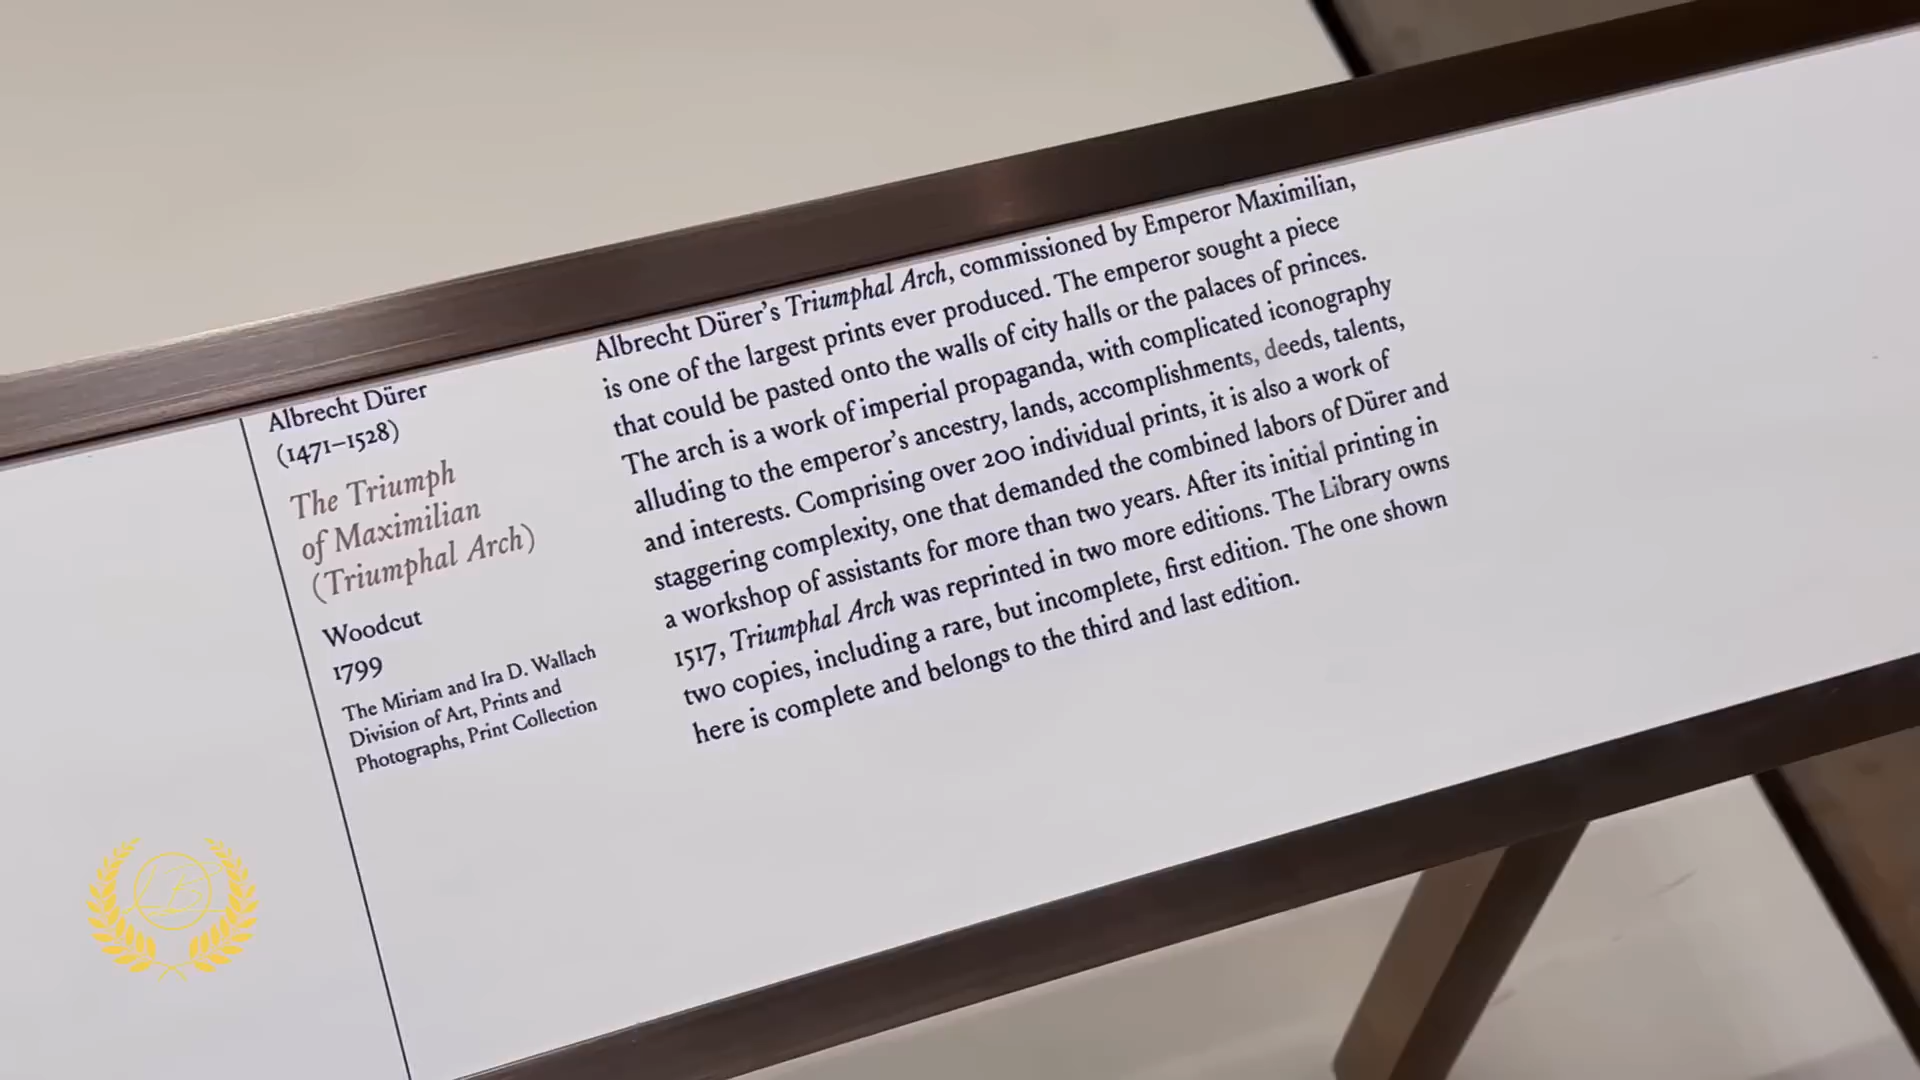 Albrecht Dürer
(1471–1528)
The Triumph
of Maximilian
(Triumphal Arch)
Woodcut
1799
The Miriam and Ira D. Wallach
Division of Art, Prints and
Photographs, Print Collection
Albrecht Dürer’s Triumphal Arch, commissioned by Emperor Maximilian,
is one of the largest prints ever produced. The emperor sought a piece
that could be pasted onto the walls of city halls or the palaces of princes.
The arch is a work of imperial propaganda, with complicated iconography
alluding to the emperor’s ancestry, lands, accomplishments, deeds, talents,
and interests. Comprising over 200 individual prints, it is also a work of
staggering complexity, one that demanded the combined labors of Dürer and
a workshop of assistants for more than two years. After its initial printing in
1517, Triumphal Arch was reprinted in two more editions. The Library owns
two copies, including a rare, but incomplete, first edition. The one shown
here is complete and belongs to the third and last edition.